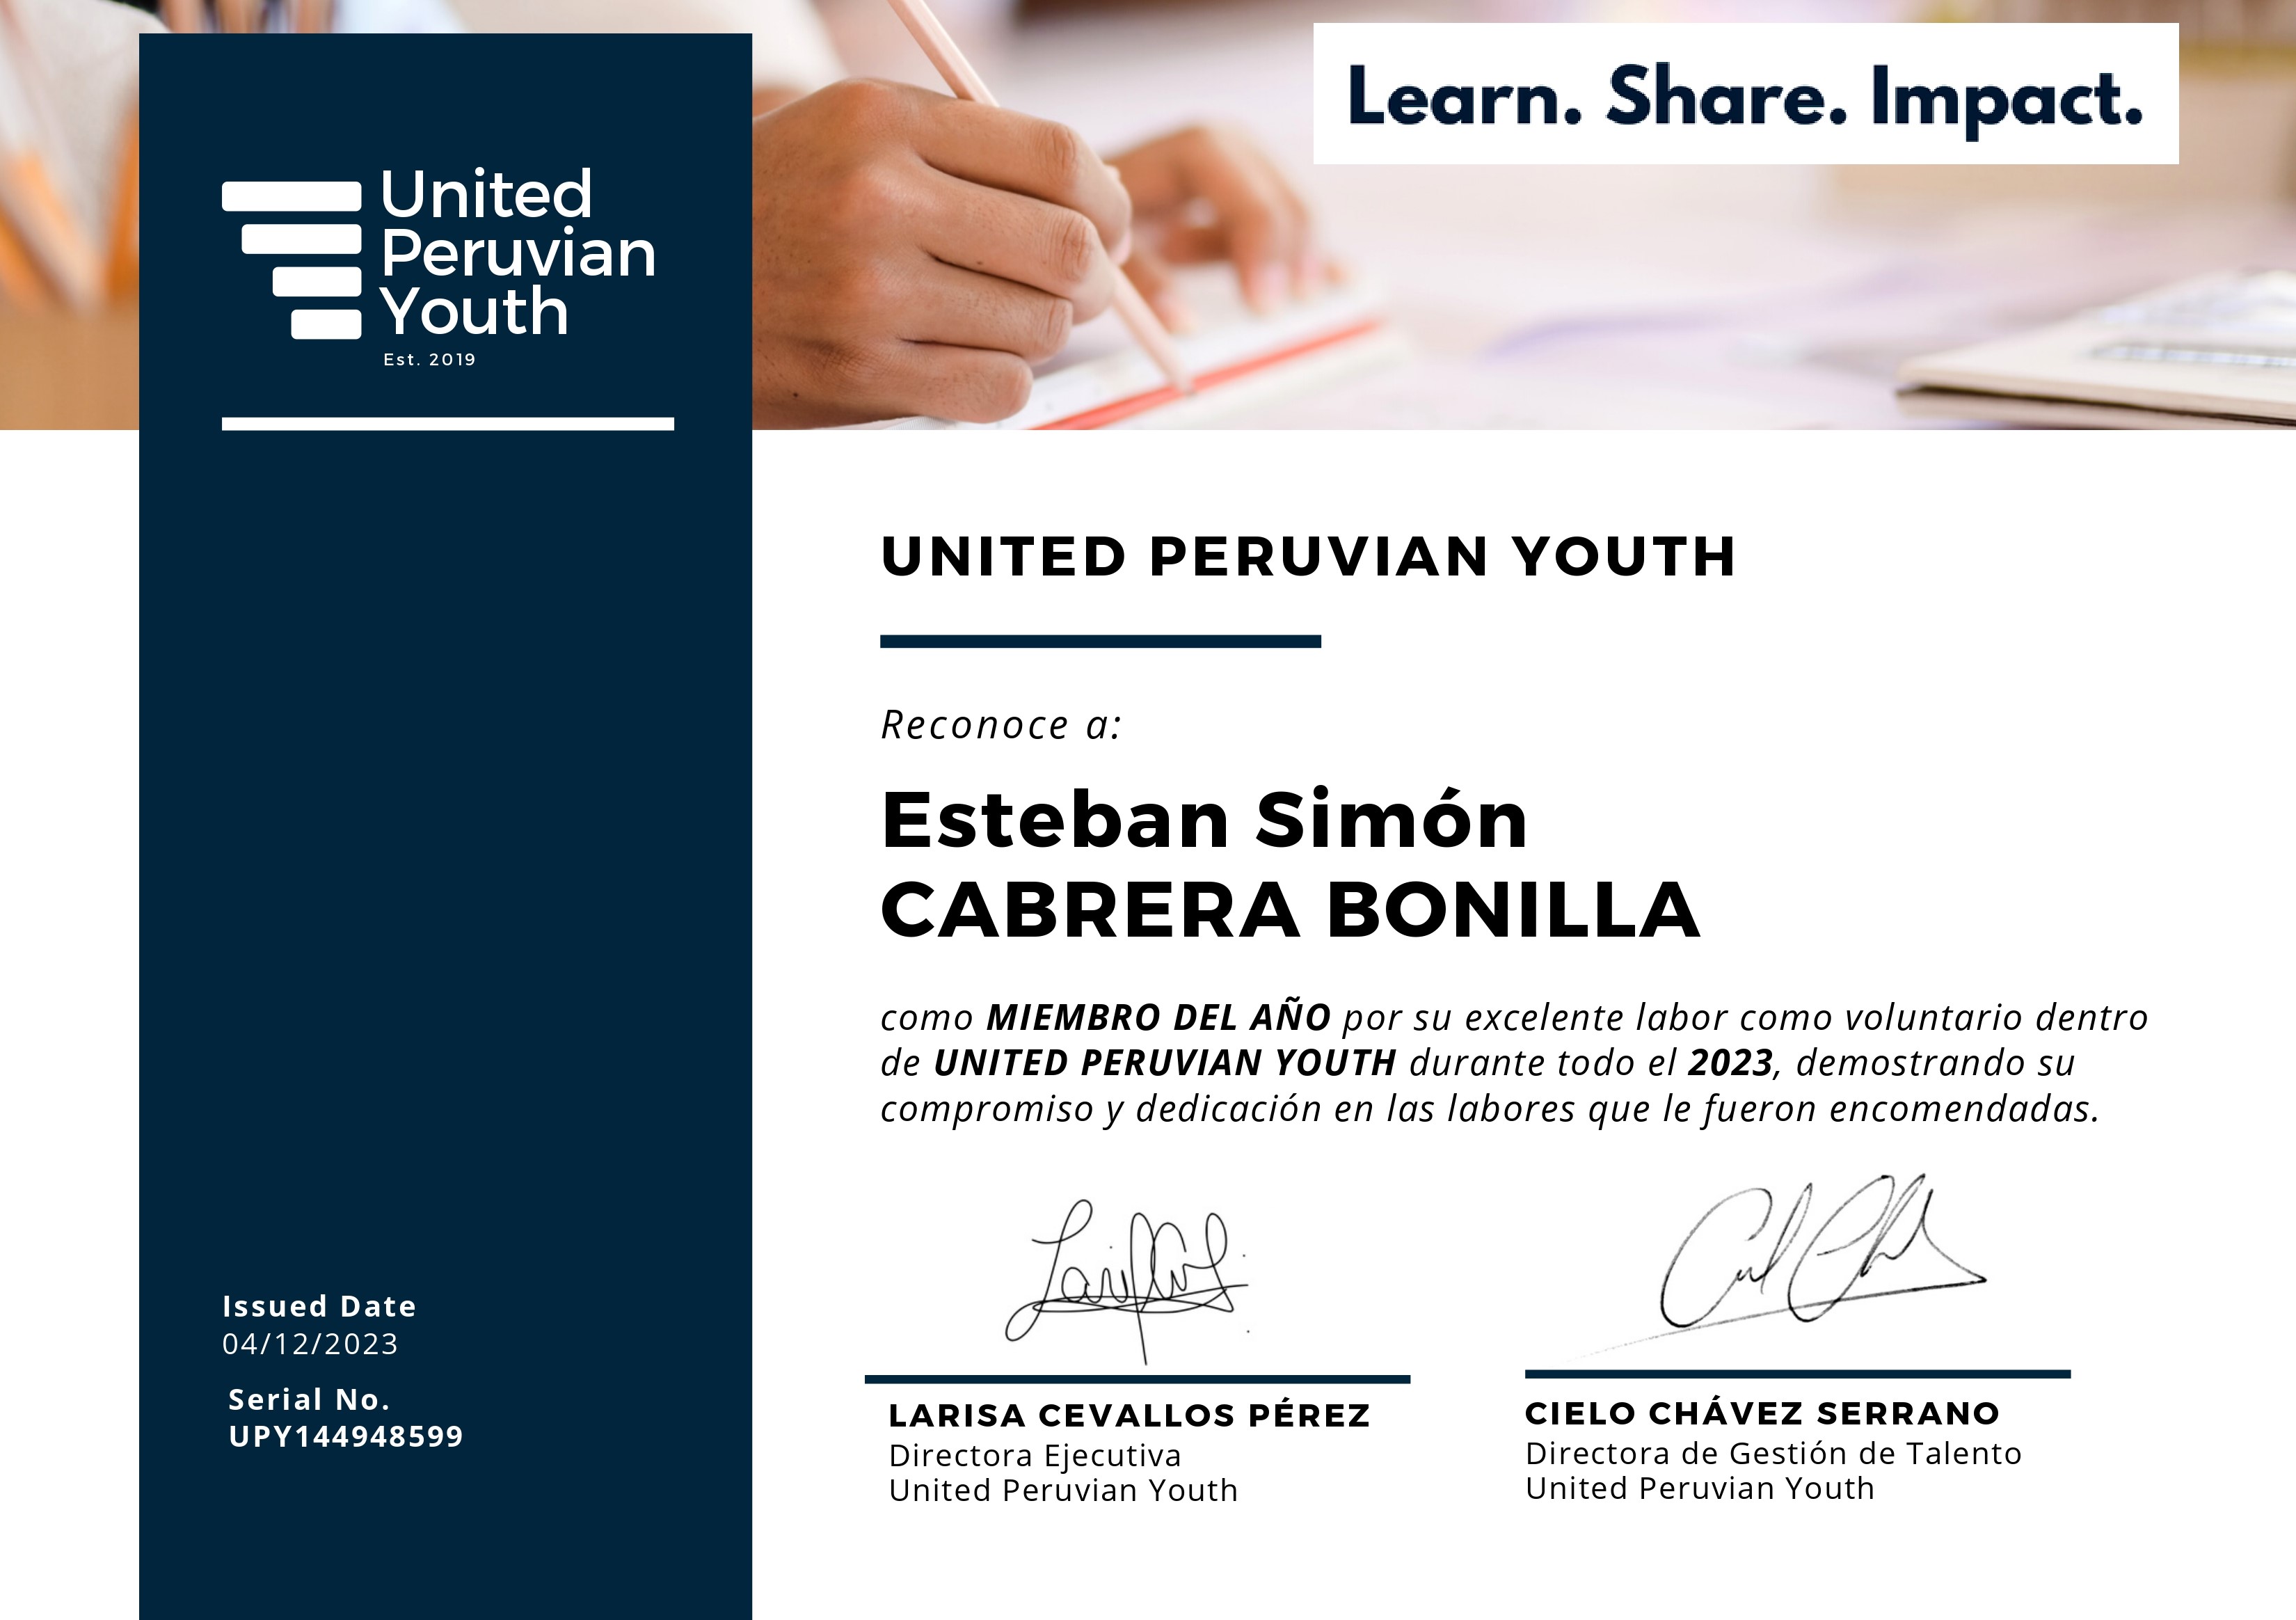 Learn. Share. Impact.
United
Peruvian
Youth
Est. 2019
UNITED PERUVIAN YOUTH
Reconoce a:
Esteban Simón
CABRERA BONILLA
como MIEMBRO DEL AÑO por su excelente labor como voluntario dentro
de UNITED PERUVIAN YOUTH durante todo el 2023, demostrando su
compromiso y dedicación en las labores que le fueron encomendadas.
LARISA CEVALLOS PÉREZ
Directora Ejecutiva
United Peruvian Youth
CIELO CHÁVEZ SERRANO
Directora de Gestión de Talento
United Peruvian Youth
Issued Date
04/12/2023
Serial No.
UPY144948599